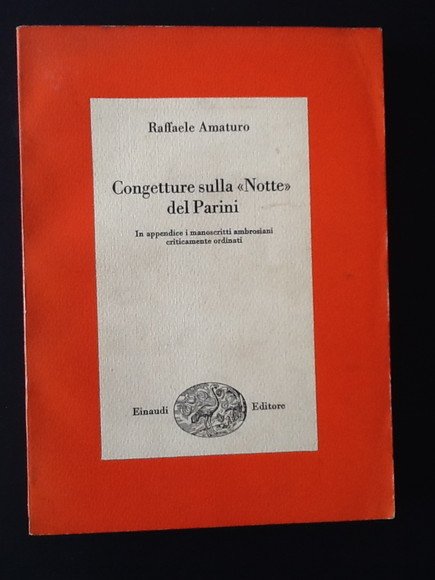 Raffaele Amaturo
Congetture sulla «Notte»
del Parini
In appendice i manoscritti ambrosiani
criticamente ordinati
Einaudi Editore